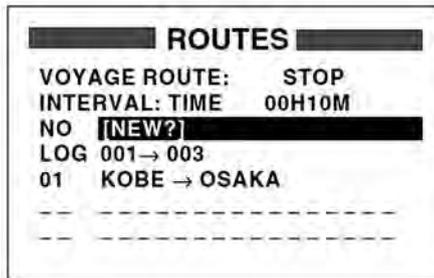 ROUTES
VOYAGE ROUTE: STOP
INTERVAL: TIME 00H10M
NO [NEW?]
LOG 001→ 003
01 KOBE → OSAKA
-- -----------------
-- -----------------